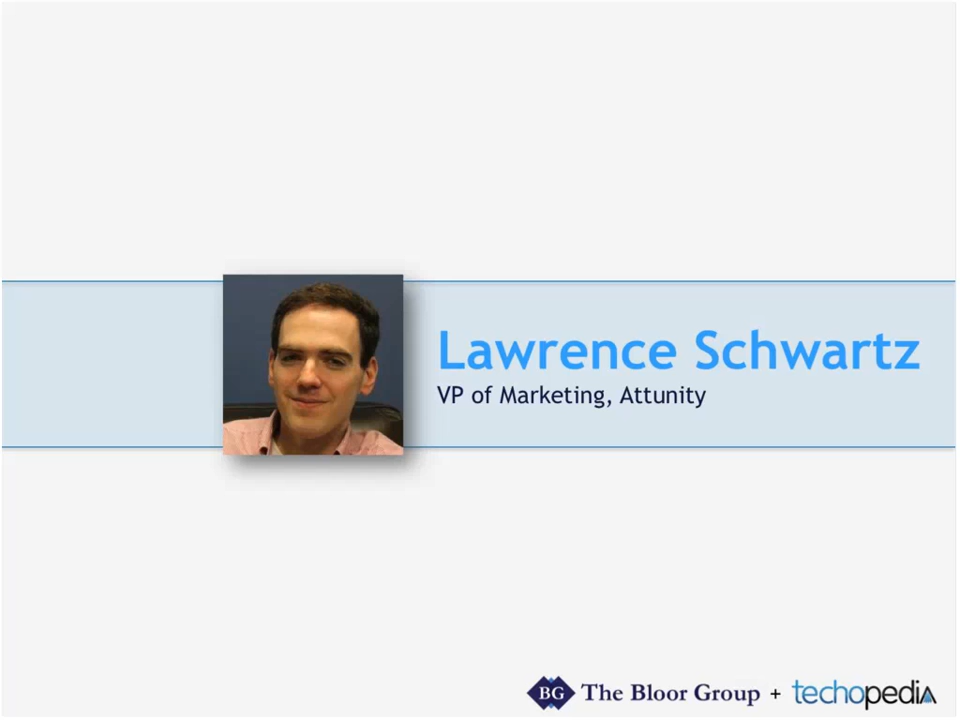 Lawrence Schwartz
VP of Marketing, Attunity
BG The Bloor Group + techopedia